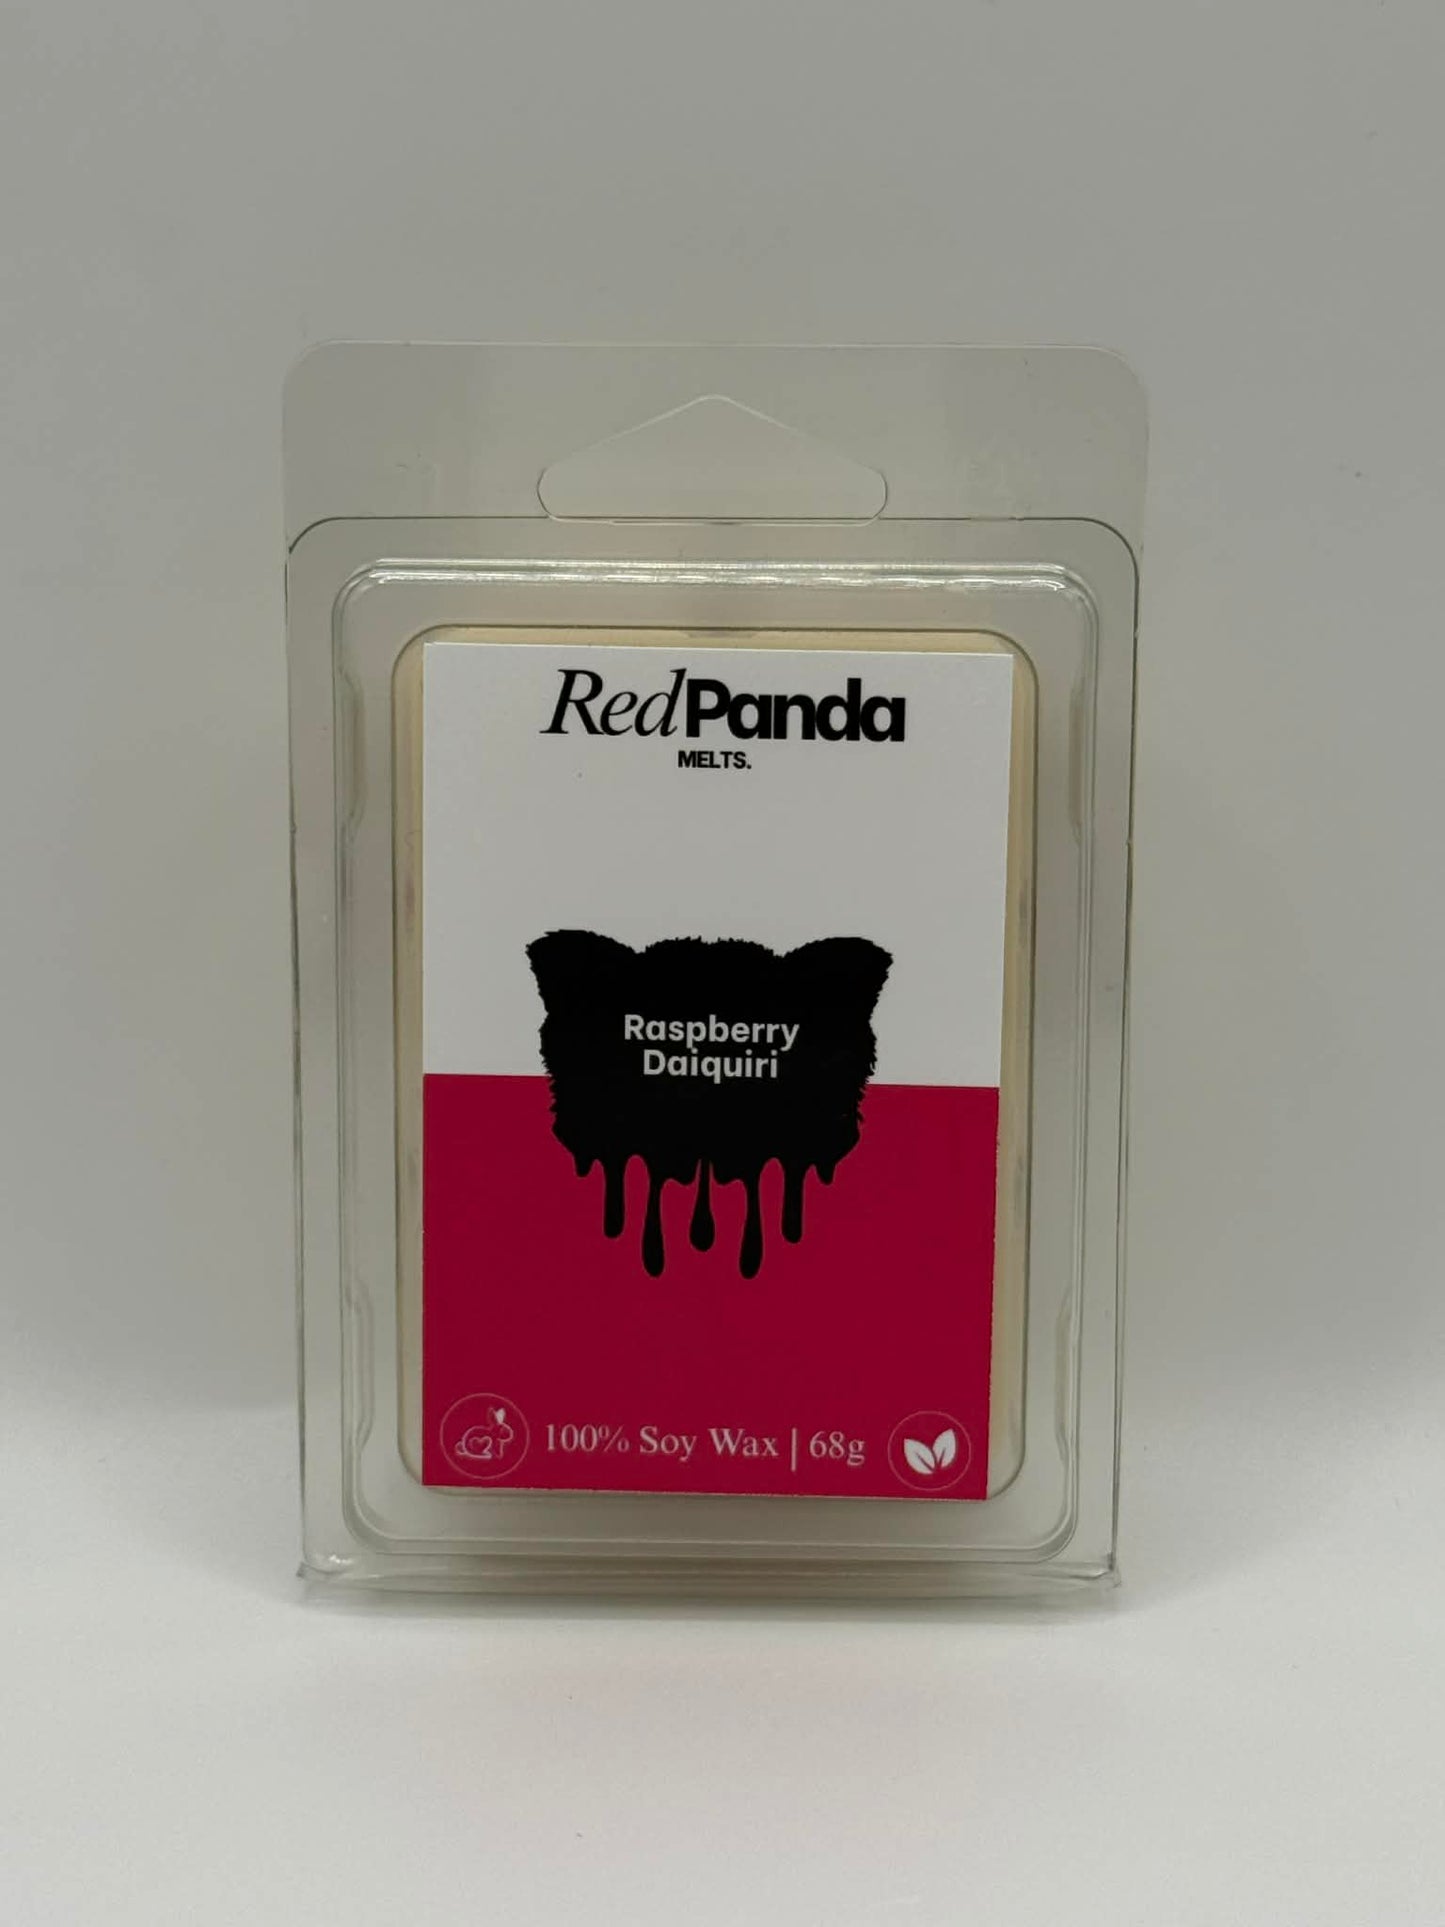 RedPanda
MELTS.
Raspberry
Daiquiri
100% Soy Wax | 68g